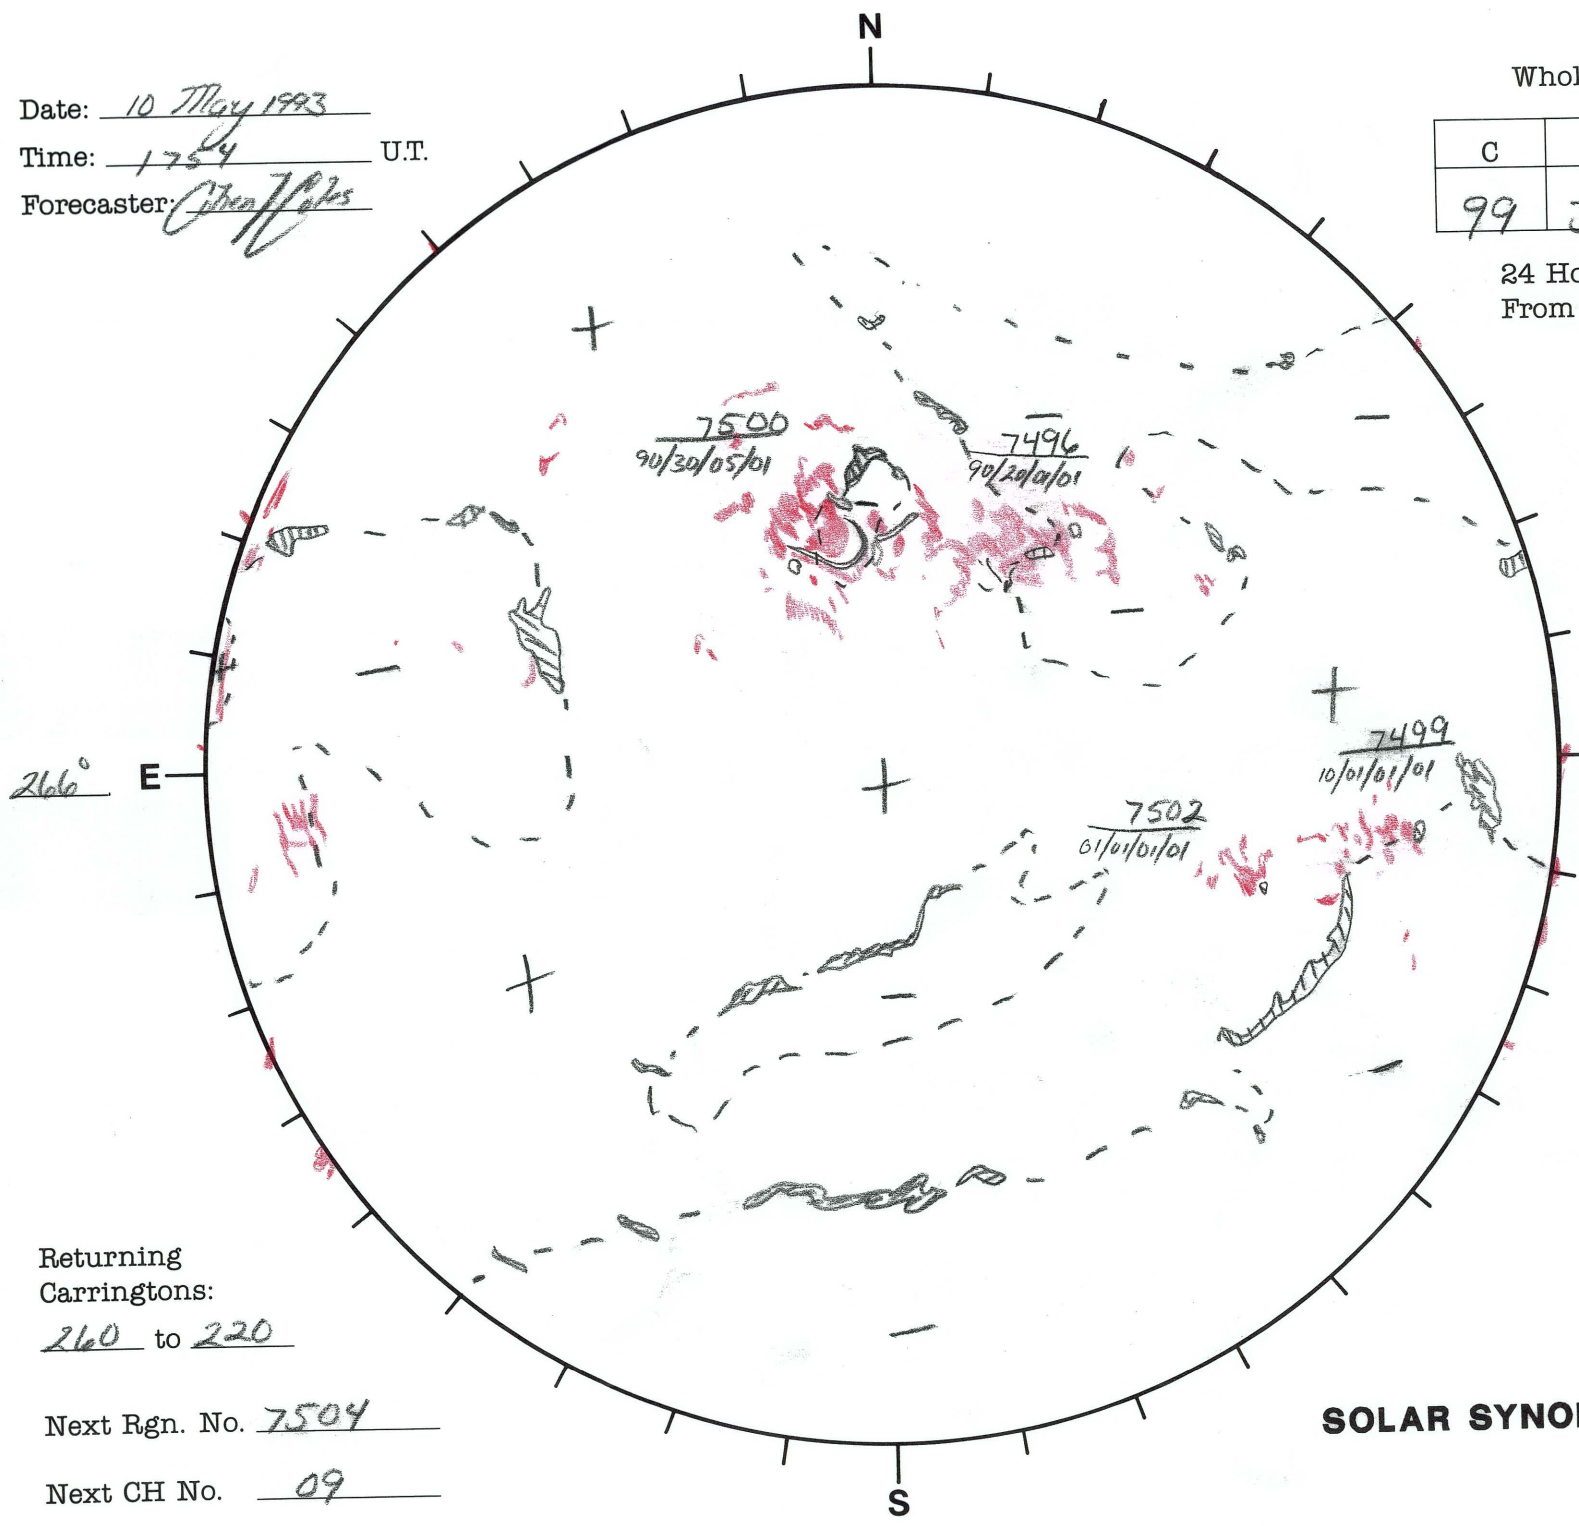 N
Date: 10 May 1993
Time: 1754 U.T.
Forecaster:
Whol
C
99
24 Ho
From
7500
90/30/05/01
7496
90/20/01/01
7499
10/01/01/01
7502
01/01/01/01
266° E
Returning
Carringtons:
260 to 220
Next Rgn. No. 7504
Next CH No. 09
SOLAR SYNO
S